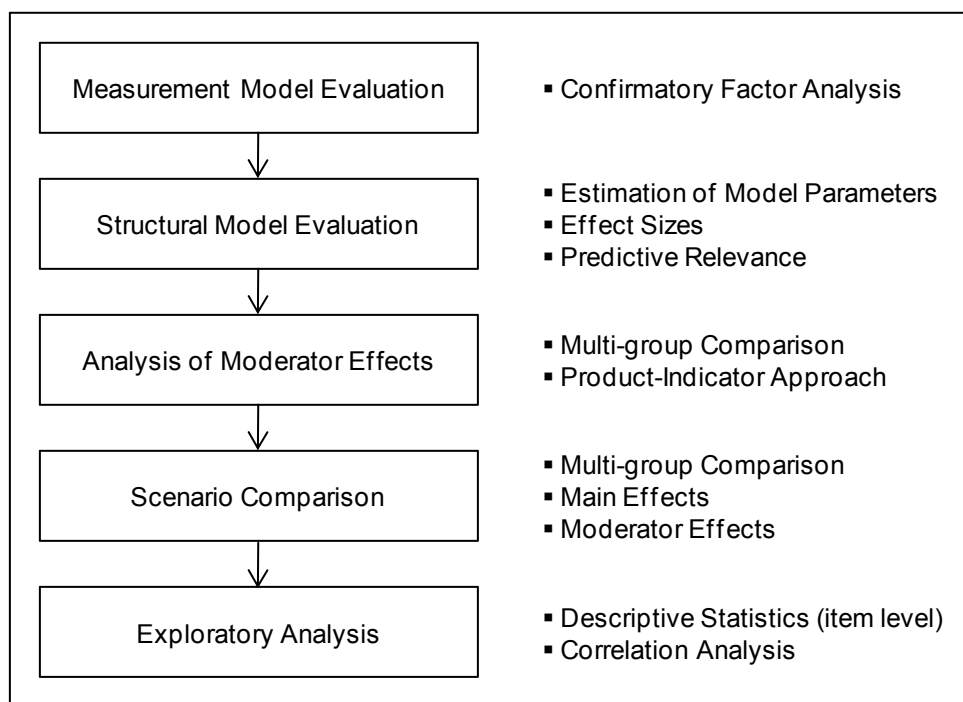 Measurement Model Evaluation
▪ Confirmatory Factor Analysis
Structural Model Evaluation
▪ Estimation of Model Parameters
▪ Effect Sizes
▪ Predictive Relevance
Analysis of Moderator Effects
▪ Multi-group Comparison
▪ Product-Indicator Approach
Scenario Comparison
▪ Multi-group Comparison
▪ Main Effects
▪ Moderator Effects
Exploratory Analysis
▪ Descriptive Statistics (item level)
▪ Correlation Analysis